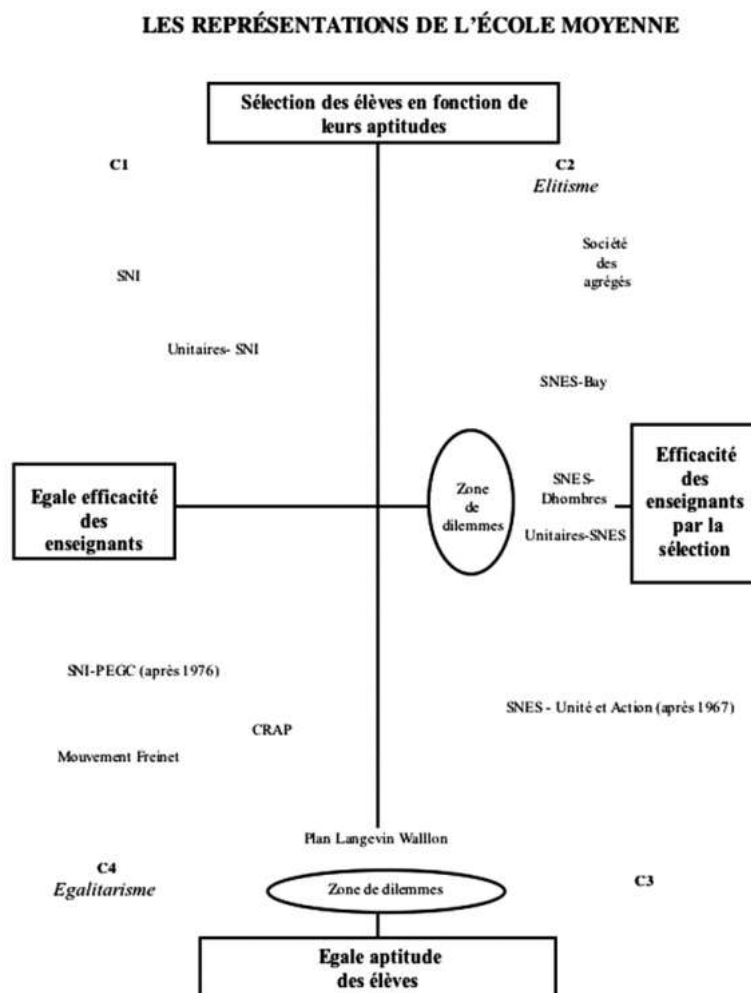 LES REPRÉSENTATIONS DE L'ÉCOLE MOYENNE
Sélection des élèves en fonction de
leurs aptitudes
C1
C2
Elitisme
Société
des
agrégés
SNI
Unitaires- SNI
SNES-Bay
Egale efficacité
des
enseignants
Zone
de
dilemmes
SNES-
Dhombres
Unitaires-SNES
Efficacité
des
enseignants
par la
sélection
SNI-PEGC (après 1976)
SNES - Unité et Action (après 1967)
CRAP
Mouvement Freinet
Plan Langevin Walllon
C4
Egalitarisme
Zone de dilemmes
C3
Egale aptitude
des élèves